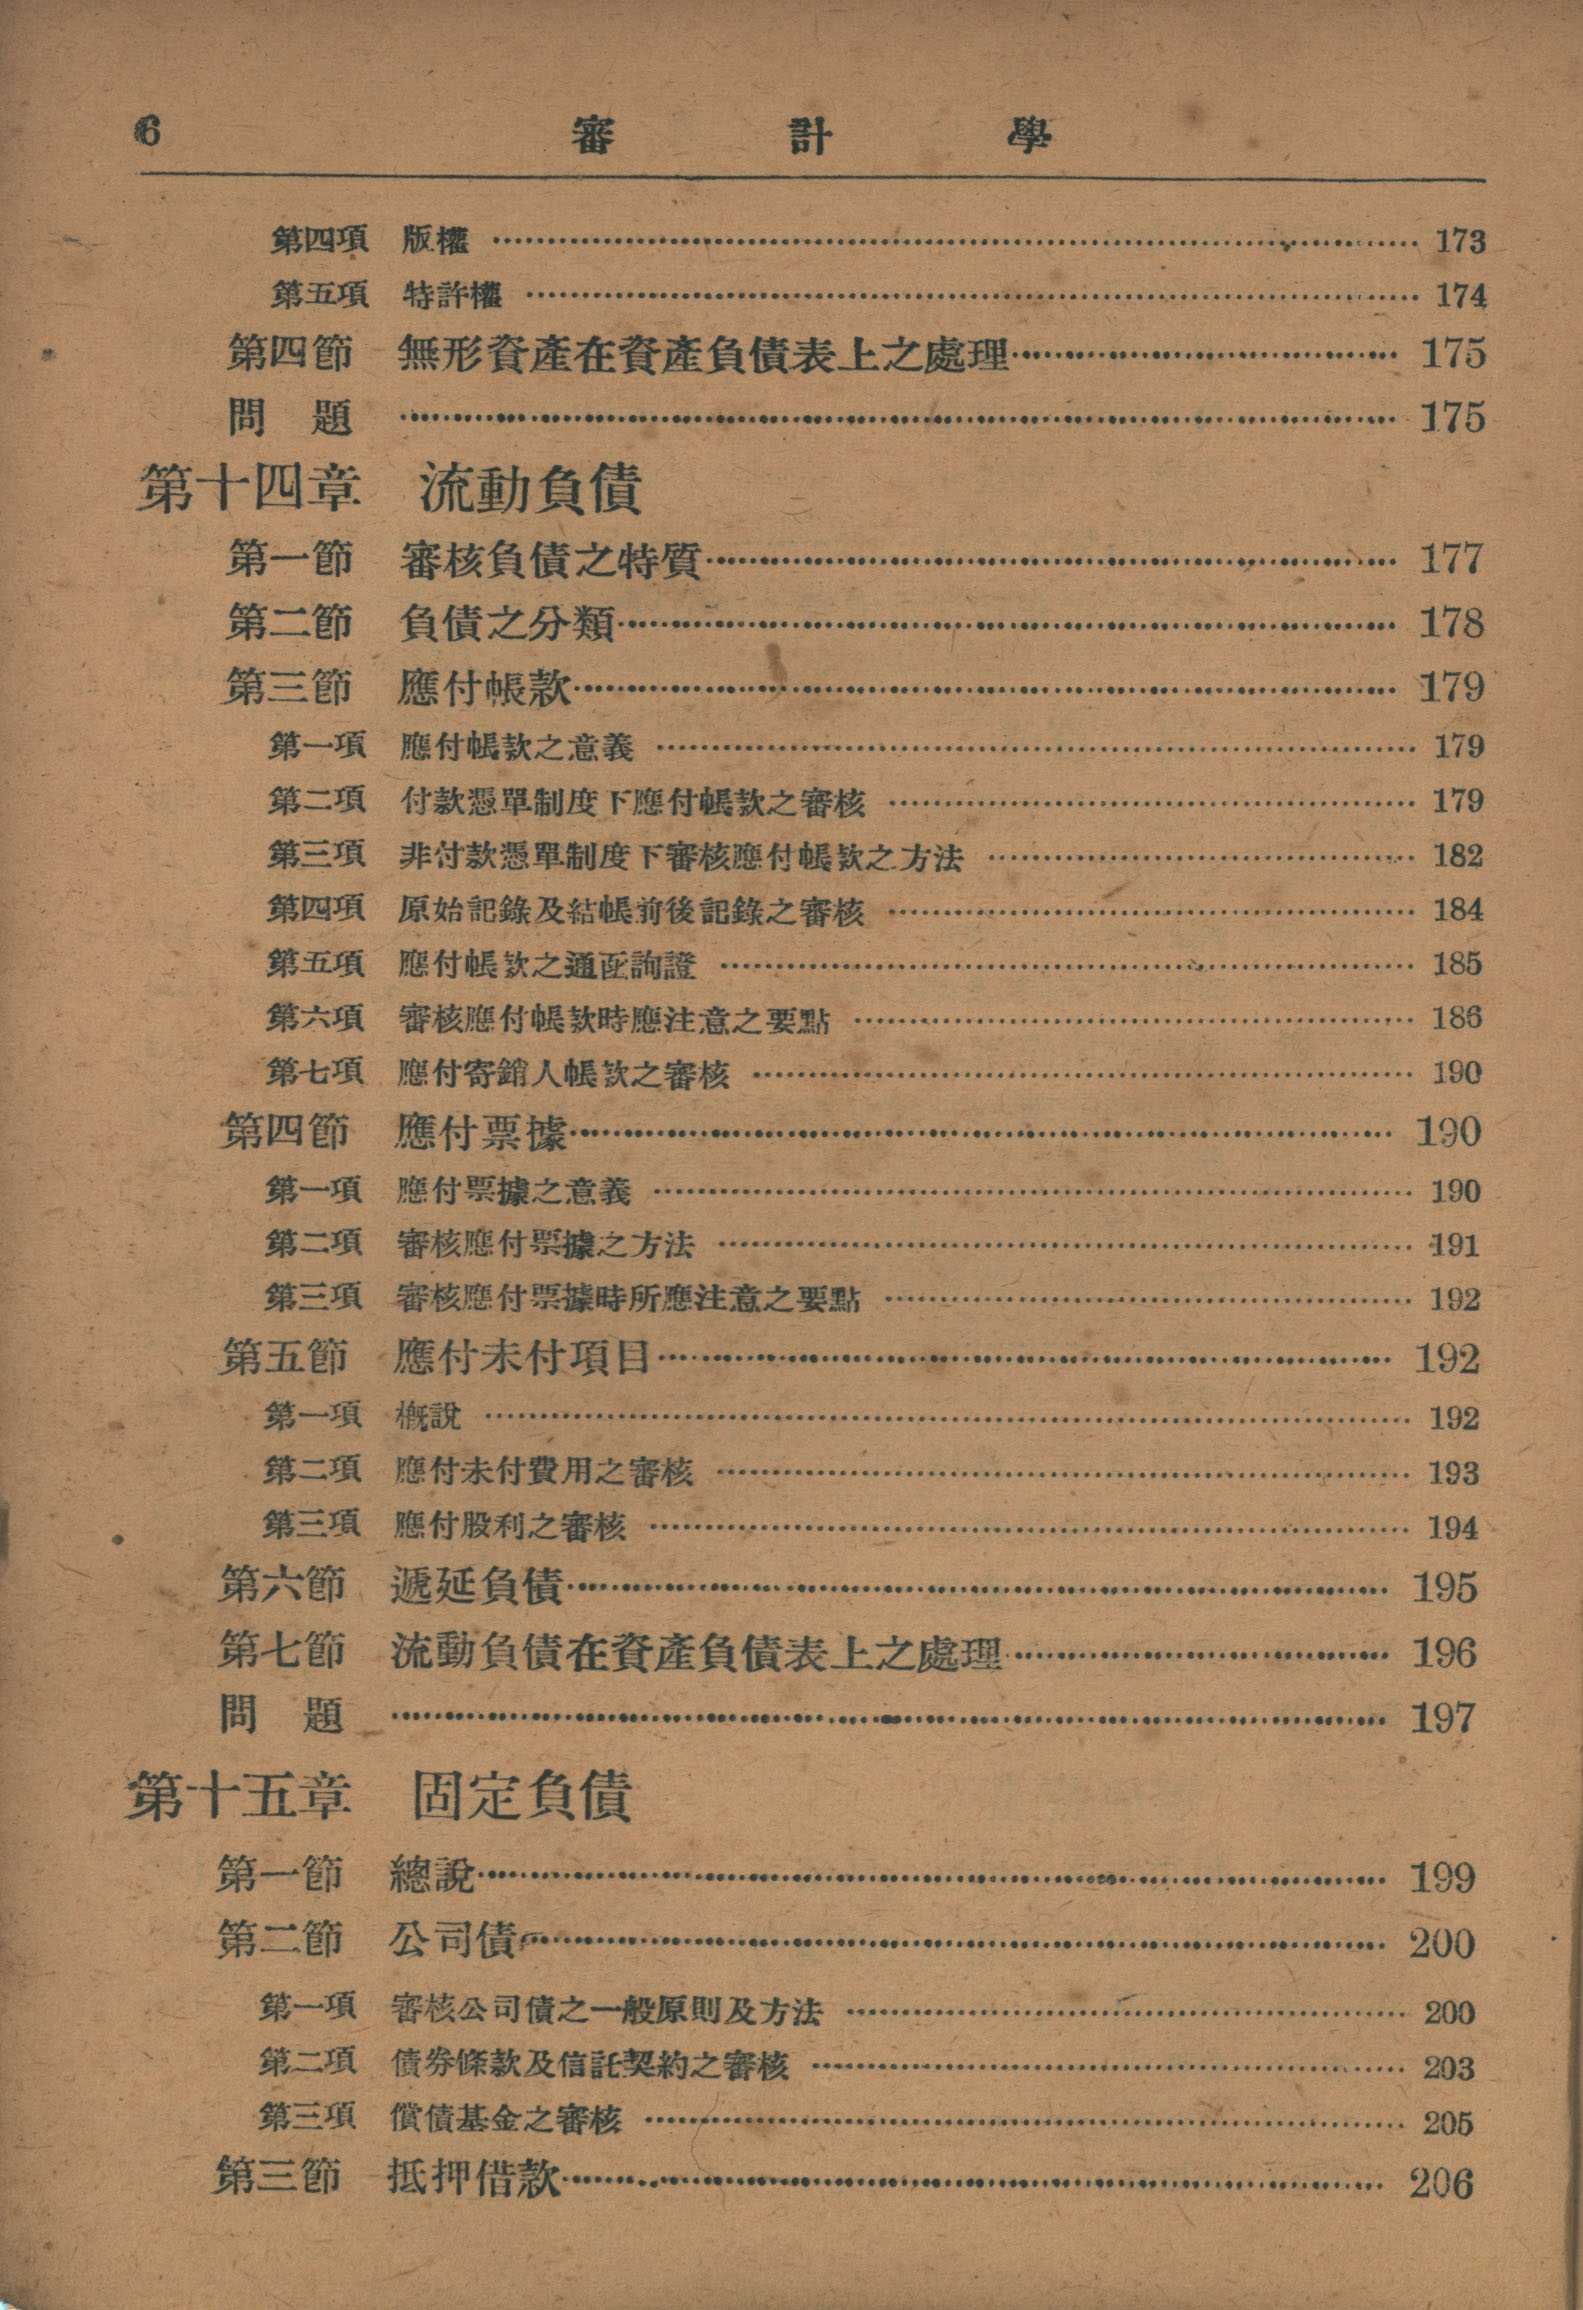 6　審計學
第四項　版權 ………… 173
第五項　特許權 ………… 174
第四節　無形資產在資產負債表上之處理 ………… 175
問　題 ………… 175
第十四章　流動負債
第一節　審核負債之特質 ………… 177
第二節　負債之分類 ………… 178
第三節　應付帳款 ………… 179
第一項　應付帳款之意義 ………… 179
第二項　付款憑單制度下應付帳款之審核 ………… 179
第三項　非付款憑單制度下審核應付帳款之方法 ………… 182
第四項　原始記錄及結帳前後記錄之審核 ………… 184
第五項　應付帳款之通函詢證 ………… 185
第六項　審核應付帳款時應注意之要點 ………… 186
第七項　應付寄銷人帳款之審核 ………… 190
第四節　應付票據 ………… 190
第一項　應付票據之意義 ………… 190
第二項　審核應付票據之方法 ………… 191
第三項　審核應付票據時所應注意之要點 ………… 192
第五節　應付未付項目 ………… 192
第一項　概說 ………… 192
第二項　應付未付費用之審核 ………… 193
第三項　應付股利之審核 ………… 194
第六節　遞延負債 ………… 195
第七節　流動負債在資產負債表上之處理 ………… 196
問　題 ………… 197
第十五章　固定負債
第一節　總說 ………… 199
第二節　公司債 ………… 200
第一項　審核公司債之一般原則及方法 ………… 200
第二項　債券條款及信託契約之審核 ………… 203
第三項　償債基金之審核 ………… 205
第三節　抵押借款 ………… 206